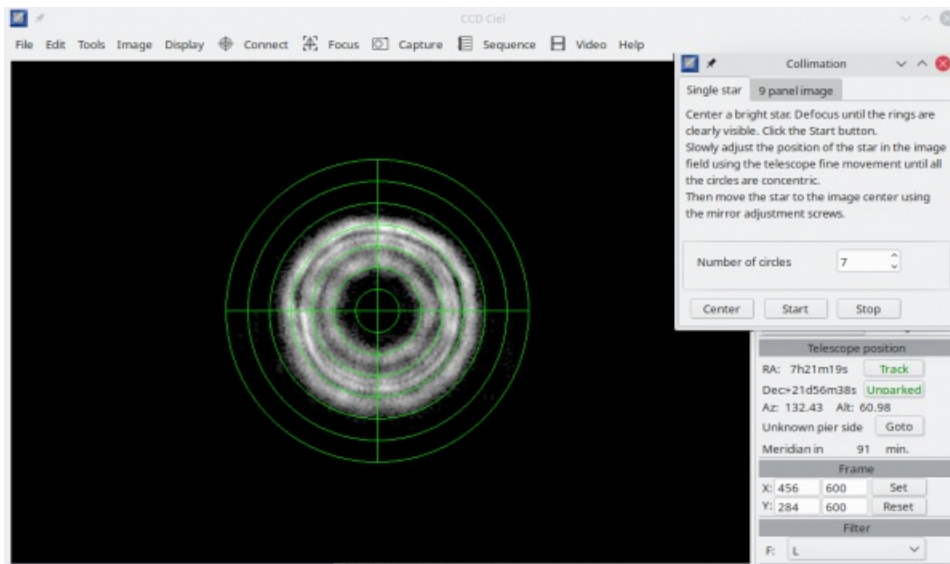 CCD Ciel
File Edit Tools Image Display Connect Focus Capture Sequence Video Help
Collimation
Single star 9 panel image
Center a bright star. Defocus until the rings are
clearly visible. Click the Start button.
Slowly adjust the position of the star in the image
field using the telescope fine movement until all
the circles are concentric.
Then move the star to the image center using
the mirror adjustment screws.
Number of circles 7
Center Start Stop
Telescope position
RA: 7h21m19s Track
Dec:+21d56m38s Unparked
Az: 132.43 Alt: 60.98
Unknown pier side Goto
Meridian in 91 min.
Frame
X: 456 600 Set
Y: 284 600 Reset
Filter
F: L